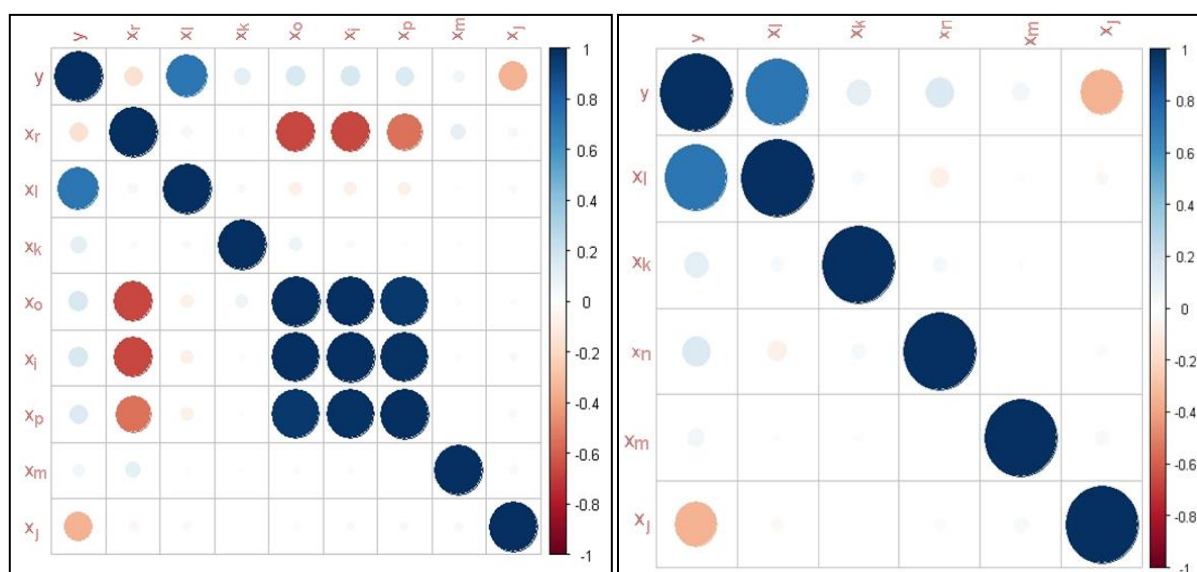 y xr xl xk xo xi xp xm xj
y
xr
xl
xk
xo
xi
xp
xm
xj
1
0.8
0.6
0.4
0.2
0
-0.2
-0.4
-0.6
-0.8
-1
y xl xk xn xm xj
y
xl
xk
xn
xm
xj
1
0.8
0.6
0.4
0.2
0
-0.2
-0.4
-0.6
-0.8
-1